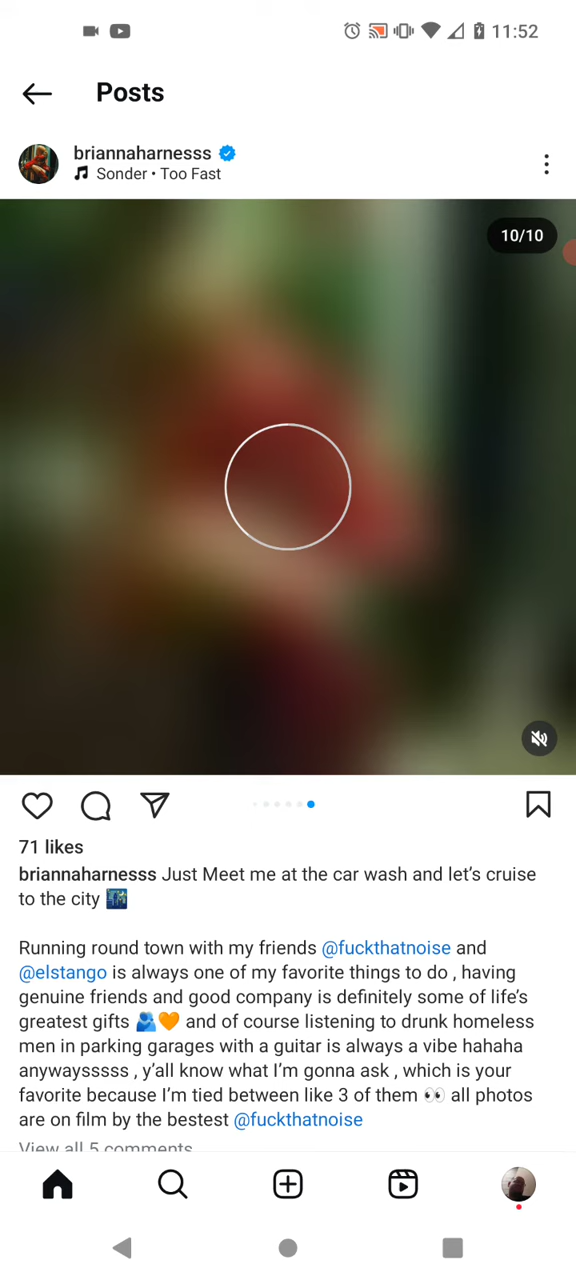 11:52
Posts
briannaharnesss
Sonder • Too Fast
10/10
71 likes
briannaharnesss Just Meet me at the car wash and let’s cruise
to the city 🌃
Running round town with my friends @fuckthatnoise and
@elstango is always one of my favorite things to do , having
genuine friends and good company is definitely some of life’s
greatest gifts 🫂🧡 and of course listening to drunk homeless
men in parking garages with a guitar is always a vibe hahaha
anywaysssss , y’all know what I’m gonna ask , which is your
favorite because I’m tied between like 3 of them 👀 all photos
are on film by the bestest @fuckthatnoise
View all 5 comments